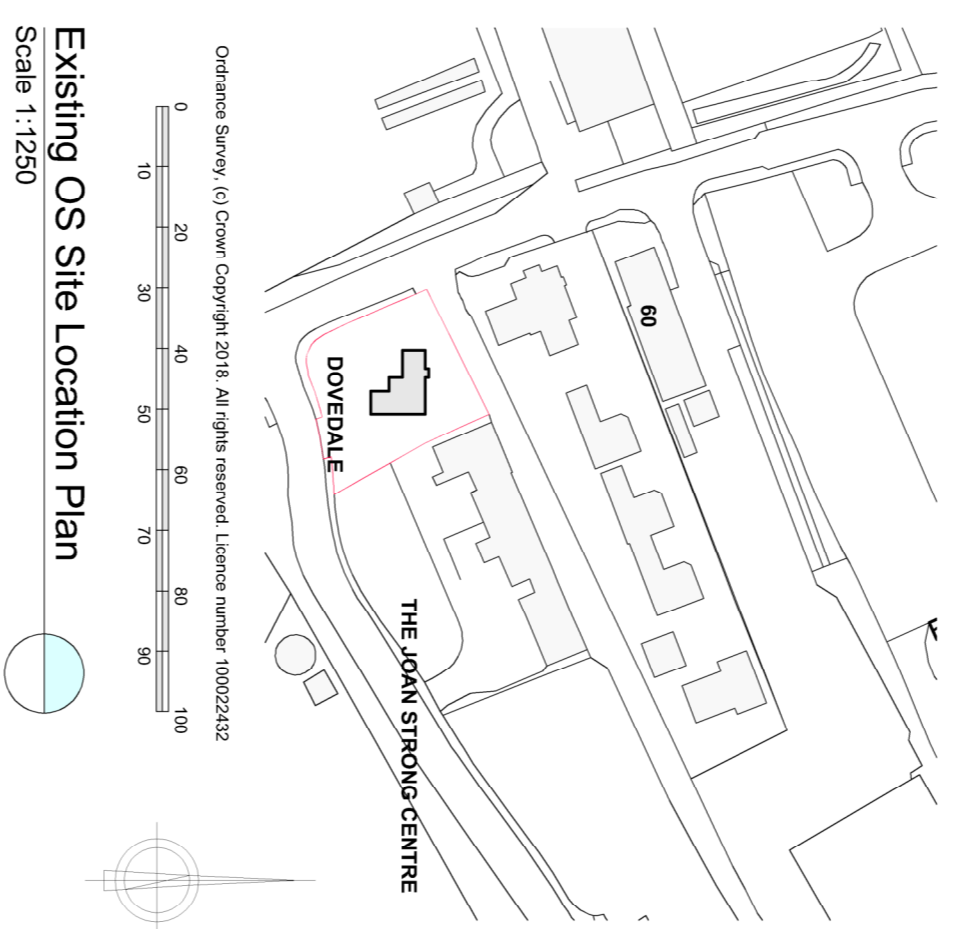 60
DOVEDALE
THE JOAN STRONG CENTRE
Ordnance Survey, (c) Crown Copyright 2018. All rights reserved. Licence number 100022432
0 10 20 30 40 50 60 70 80 90 100
Existing OS Site Location Plan
Scale 1:1250